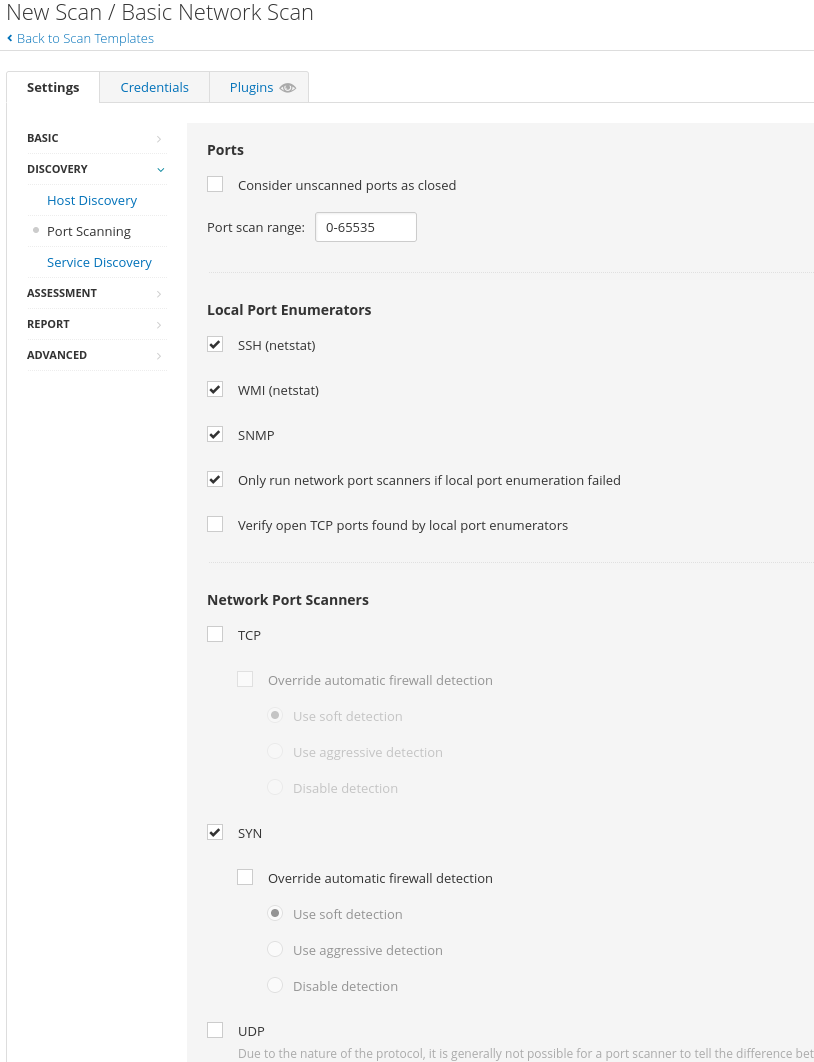 New Scan / Basic Network Scan
Back to Scan Templates
Settings
Credentials
Plugins
BASIC
DISCOVERY
Host Discovery
Port Scanning
Service Discovery
ASSESSMENT
REPORT
ADVANCED
Ports
Consider unscanned ports as closed
Port scan range: 0-65535
Local Port Enumerators
SSH (netstat)
WMI (netstat)
SNMP
Only run network port scanners if local port enumeration failed
Verify open TCP ports found by local port enumerators
Network Port Scanners
TCP
Override automatic firewall detection
Use soft detection
Use aggressive detection
Disable detection
SYN
Override automatic firewall detection
Use soft detection
Use aggressive detection
Disable detection
UDP
Due to the nature of the protocol, it is generally not possible for a port scanner to tell the difference bet